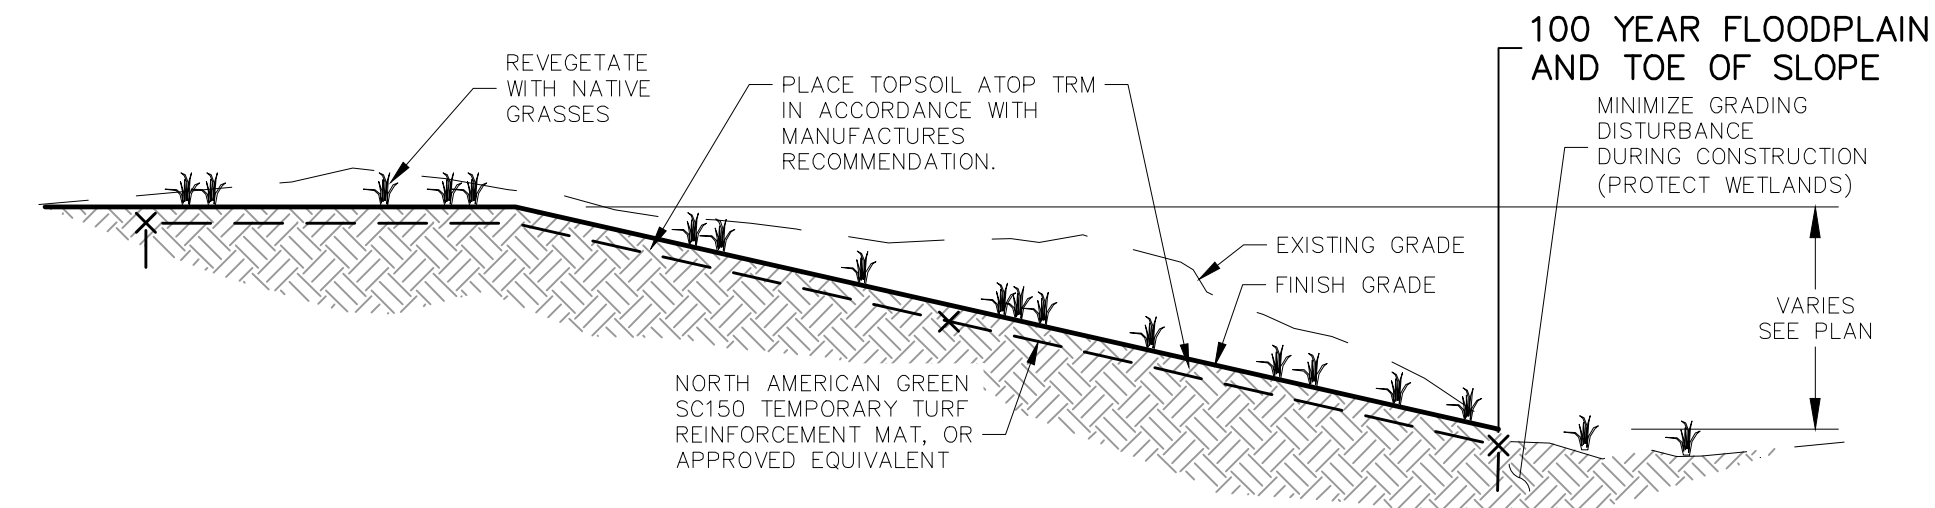 100 YEAR FLOODPLAIN
AND TOE OF SLOPE
REVEGETATE
WITH NATIVE
GRASSES
PLACE TOPSOIL ATOP TRM
IN ACCORDANCE WITH
MANUFACTURES
RECOMMENDATION.
MINIMIZE GRADING
DISTURBANCE
DURING CONSTRUCTION
(PROTECT WETLANDS)
EXISTING GRADE
FINISH GRADE
VARIES
SEE PLAN
NORTH AMERICAN GREEN
SC150 TEMPORARY TURF
REINFORCEMENT MAT, OR
APPROVED EQUIVALENT